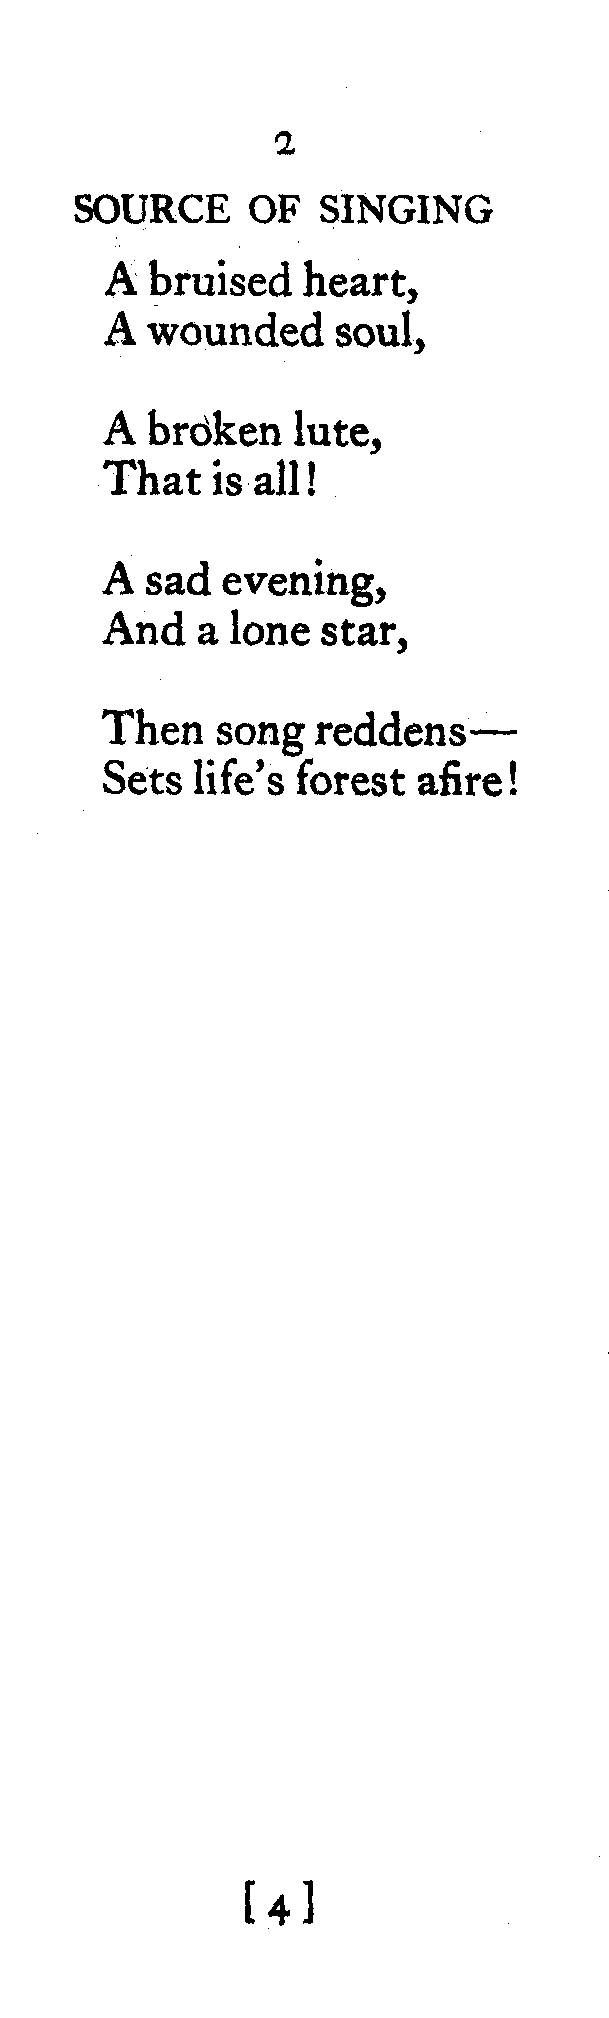 2
SOURCE OF SINGING
A bruised heart,
A wounded soul,
A broken lute,
That is all!
A sad evening,
And a lone star,
Then song reddens—
Sets life's forest afire!
[4]